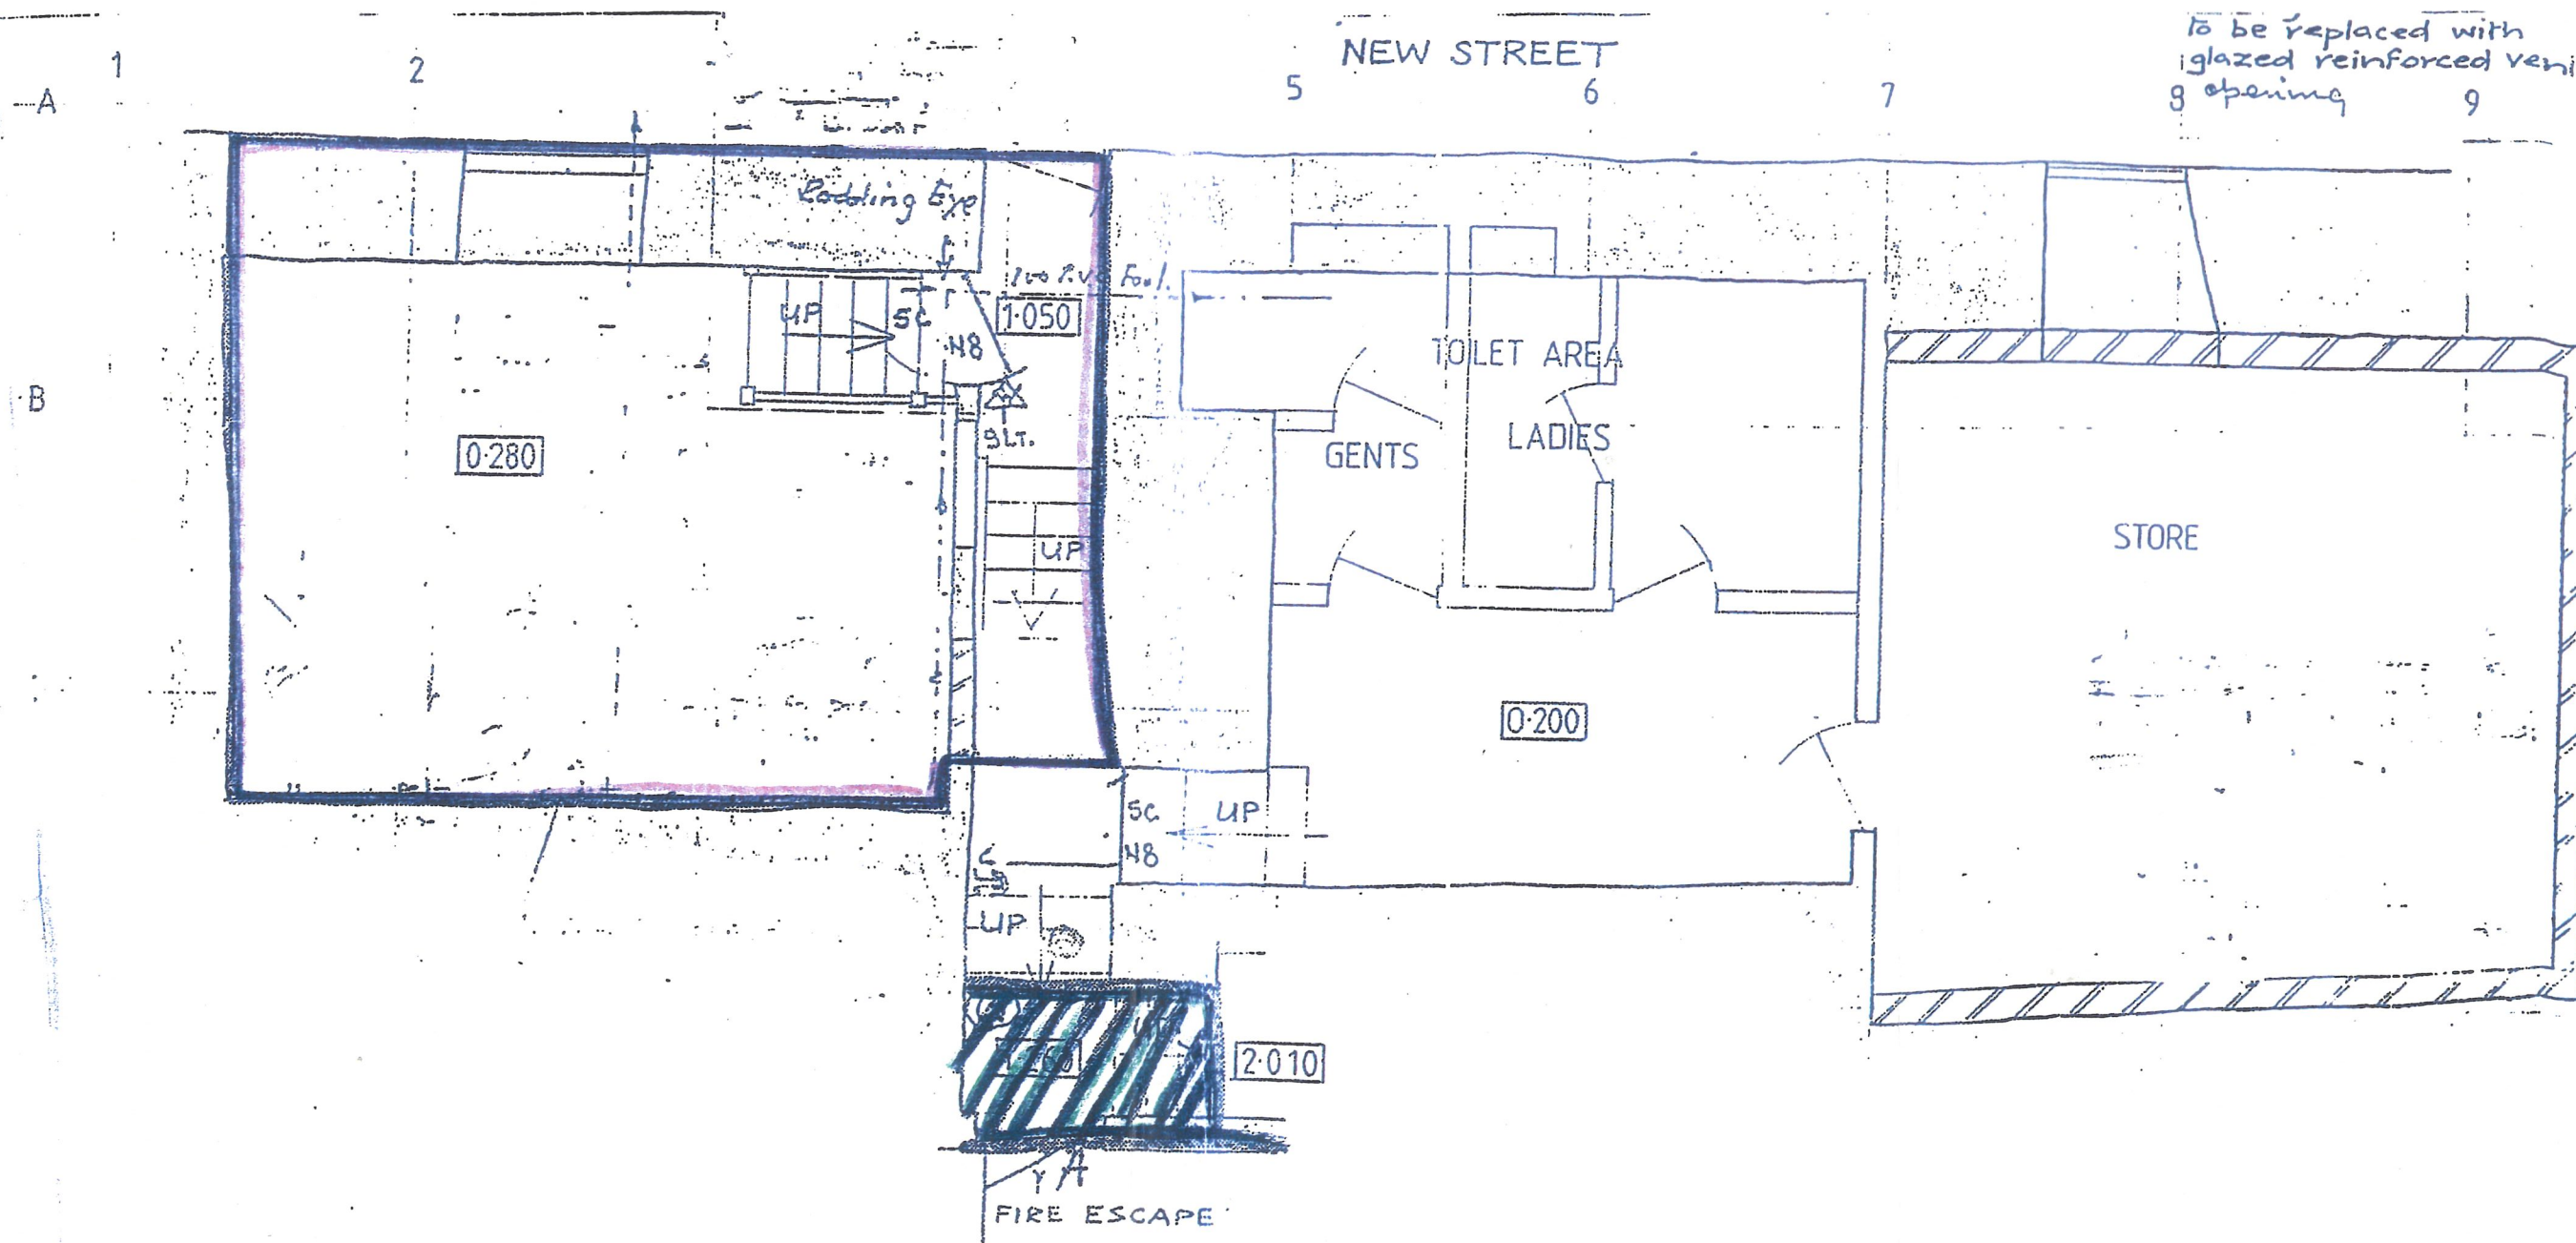 NEW STREET
to be replaced with
glazed reinforced
opening
1
2
5
6
7
8
9
A
B
Rodding Eye
UP
SC
1·050
N8
TOILET AREA
GENTS
LADIES
0·280
UP
STORE
0·200
SC
UP
N8
UP
2·010
FIRE ESCAPE